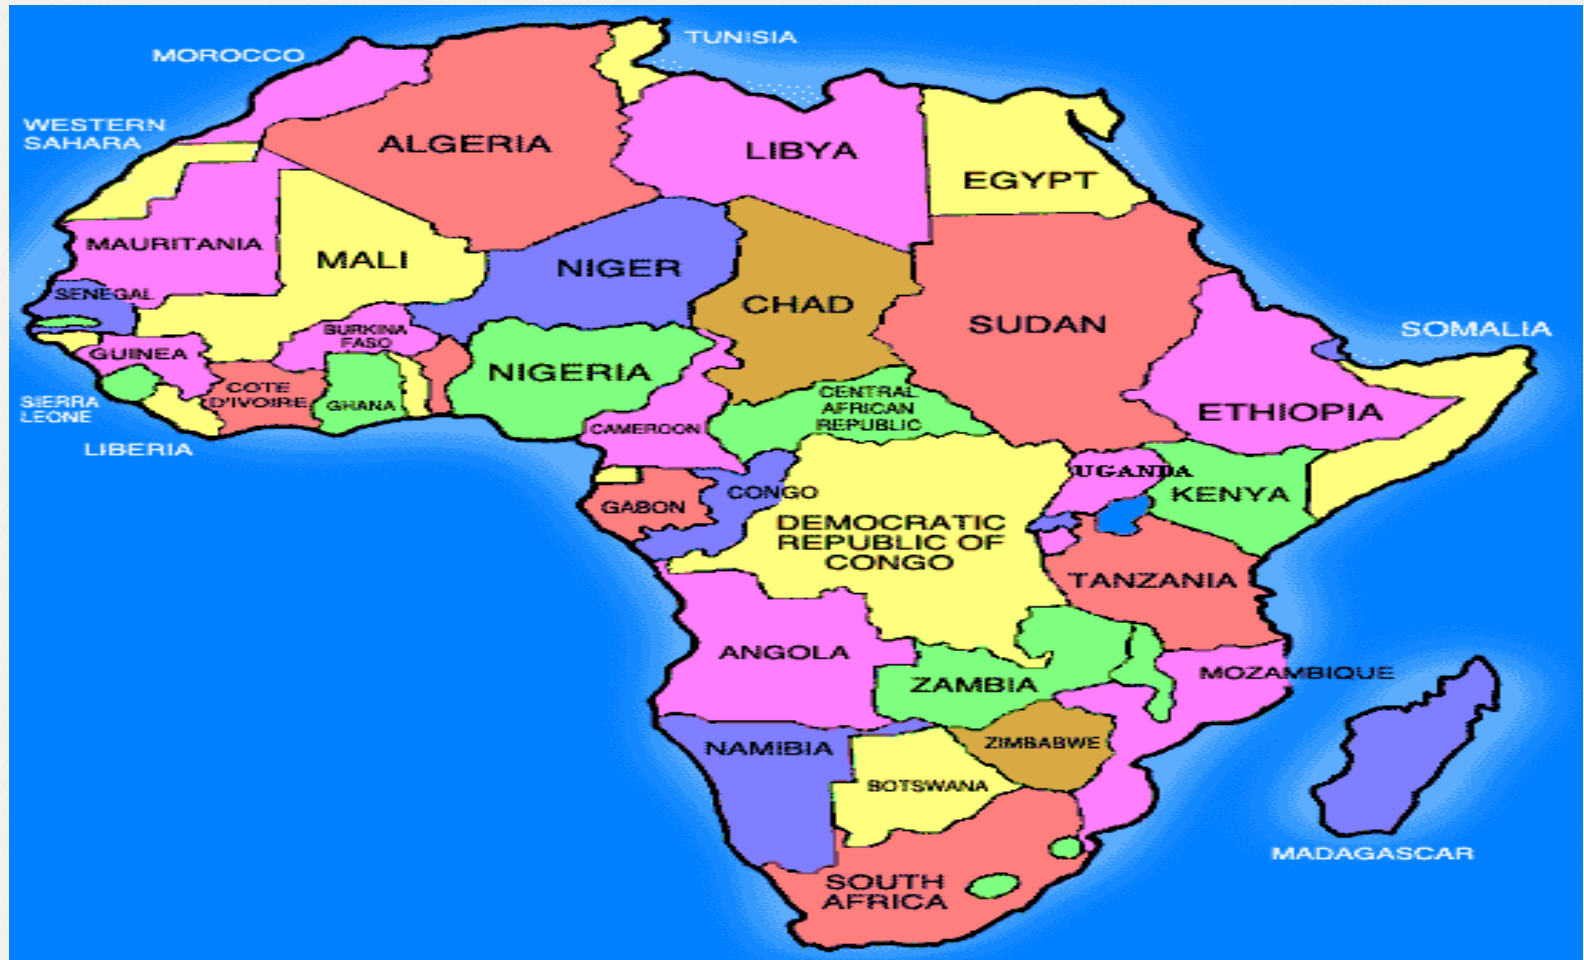 TUNISIA
MOROCCO
WESTERN
SAHARA
ALGERIA
LIBYA
EGYPT
MAURITANIA
MALI
NIGER
CHAD
SUDAN
SENEGAL
BURKINA
FASO
GUINEA
NIGERIA
SOMALIA
SIERRA
LEONE
COTE
D'IVOIRE
GHANA
CENTRAL
AFRICAN
REPUBLIC
ETHIOPIA
LIBERIA
CAMEROON
UGANDA
KENYA
GABON
CONGO
DEMOCRATIC
REPUBLIC OF
CONGO
TANZANIA
ANGOLA
ZAMBIA
MOZAMBIQUE
NAMIBIA
ZIMBABWE
BOTSWANA
MADAGASCAR
SOUTH
AFRICA